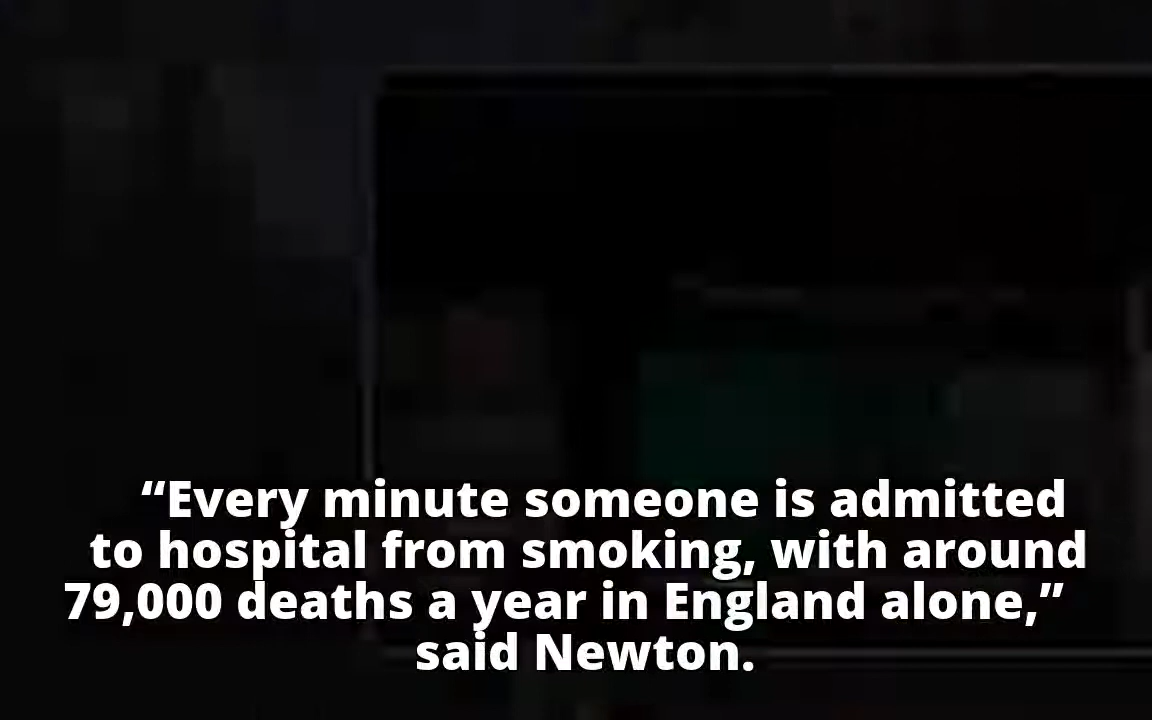 “Every minute someone is admitted
to hospital from smoking, with around
79,000 deaths a year in England alone,”
said Newton.